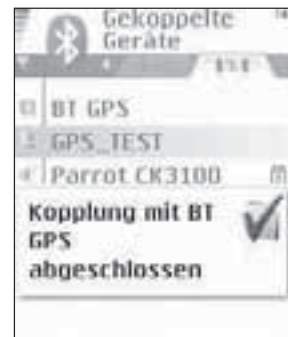 Gekoppelte
Geräte
BT GPS
GPS_TEST
Parrot CK3100
Kopplung mit BT
GPS
abgeschlossen